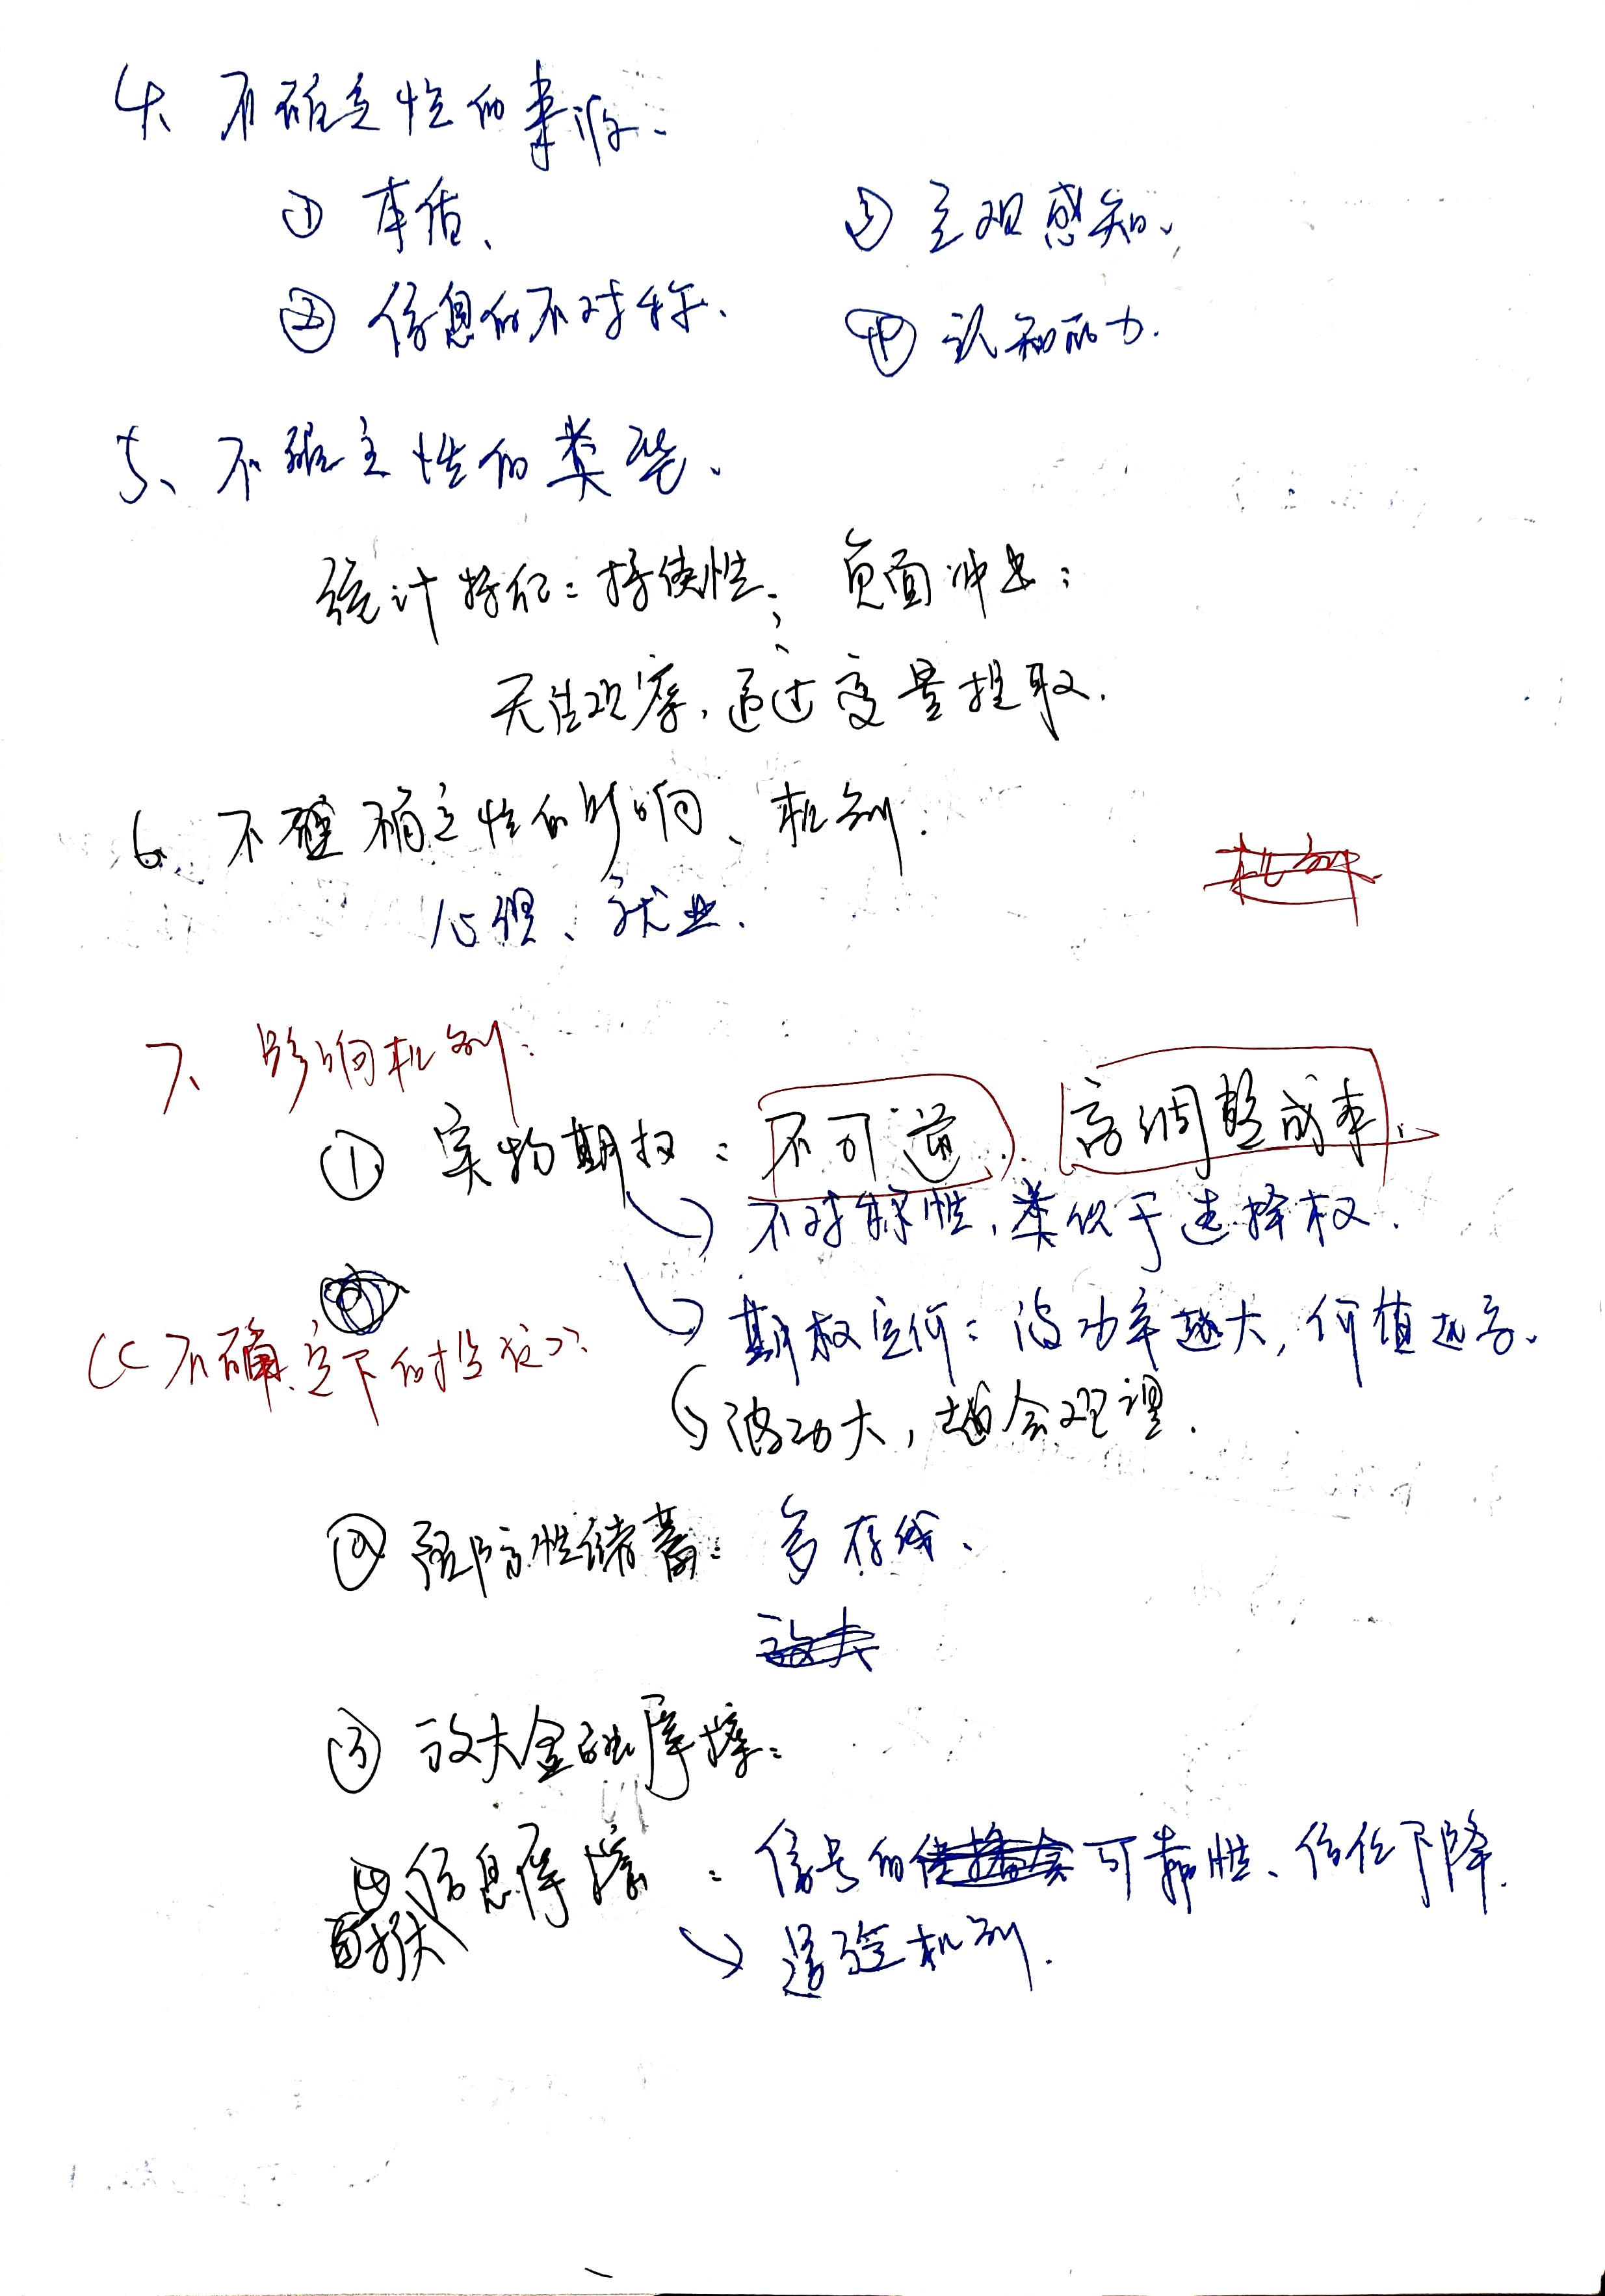 4、不确定性的来源、
① 本质、 ③ 主观感知、
② 信息的不对称、 ④ 认知能力.
5、不确定性的类型、
统计特征：持续性； 负面冲击；
无法观察，通过度量提取.
6、不确定性的影响、机制：
心理、就业.
7、影响机制：
① 实物期权：不可逆、高调整成本、
不对称性，类似于选择权.
期权定价：波动率越大，价值越高.
《不确定下的投资》
波动大，越会观望.
② 预防性储蓄：多存钱、
③ 放大金融摩擦：
④ 信息摩擦：信号的可靠性、信任下降.
机制.